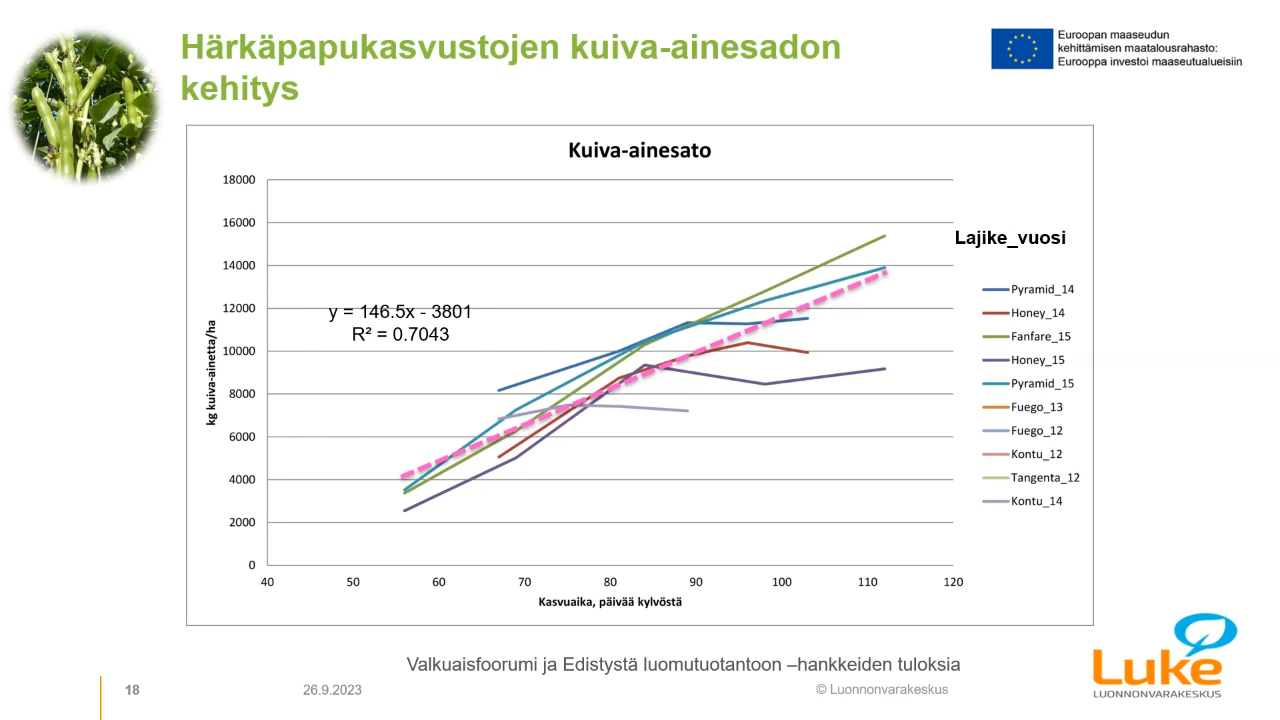 Härkäpapukasvustojen kuiva-ainesadon
kehitys
Euroopan maaseudun
kehittämisen maatalousrahasto:
Eurooppa investoi maaseutualueisiin
Kuiva-ainesato
18000
16000
14000
12000
10000
8000
6000
4000
2000
0
kg kuiva-ainetta/ha
y = 146.5x - 3801
R² = 0.7043
40 50 60 70 80 90 100 110 120
Kasvuaika, päivää kylvöstä
Lajike_vuosi
Pyramid_14
Honey_14
Fanfare_15
Honey_15
Pyramid_15
Fuego_13
Fuego_12
Kontu_12
Tangenta_12
Kontu_14
Valkuaisfoorumi ja Edistystä luomutuotantoon –hankkeiden tuloksia
18
26.9.2023
© Luonnonvarakeskus
Luke
LUONNONVARAKESKUS